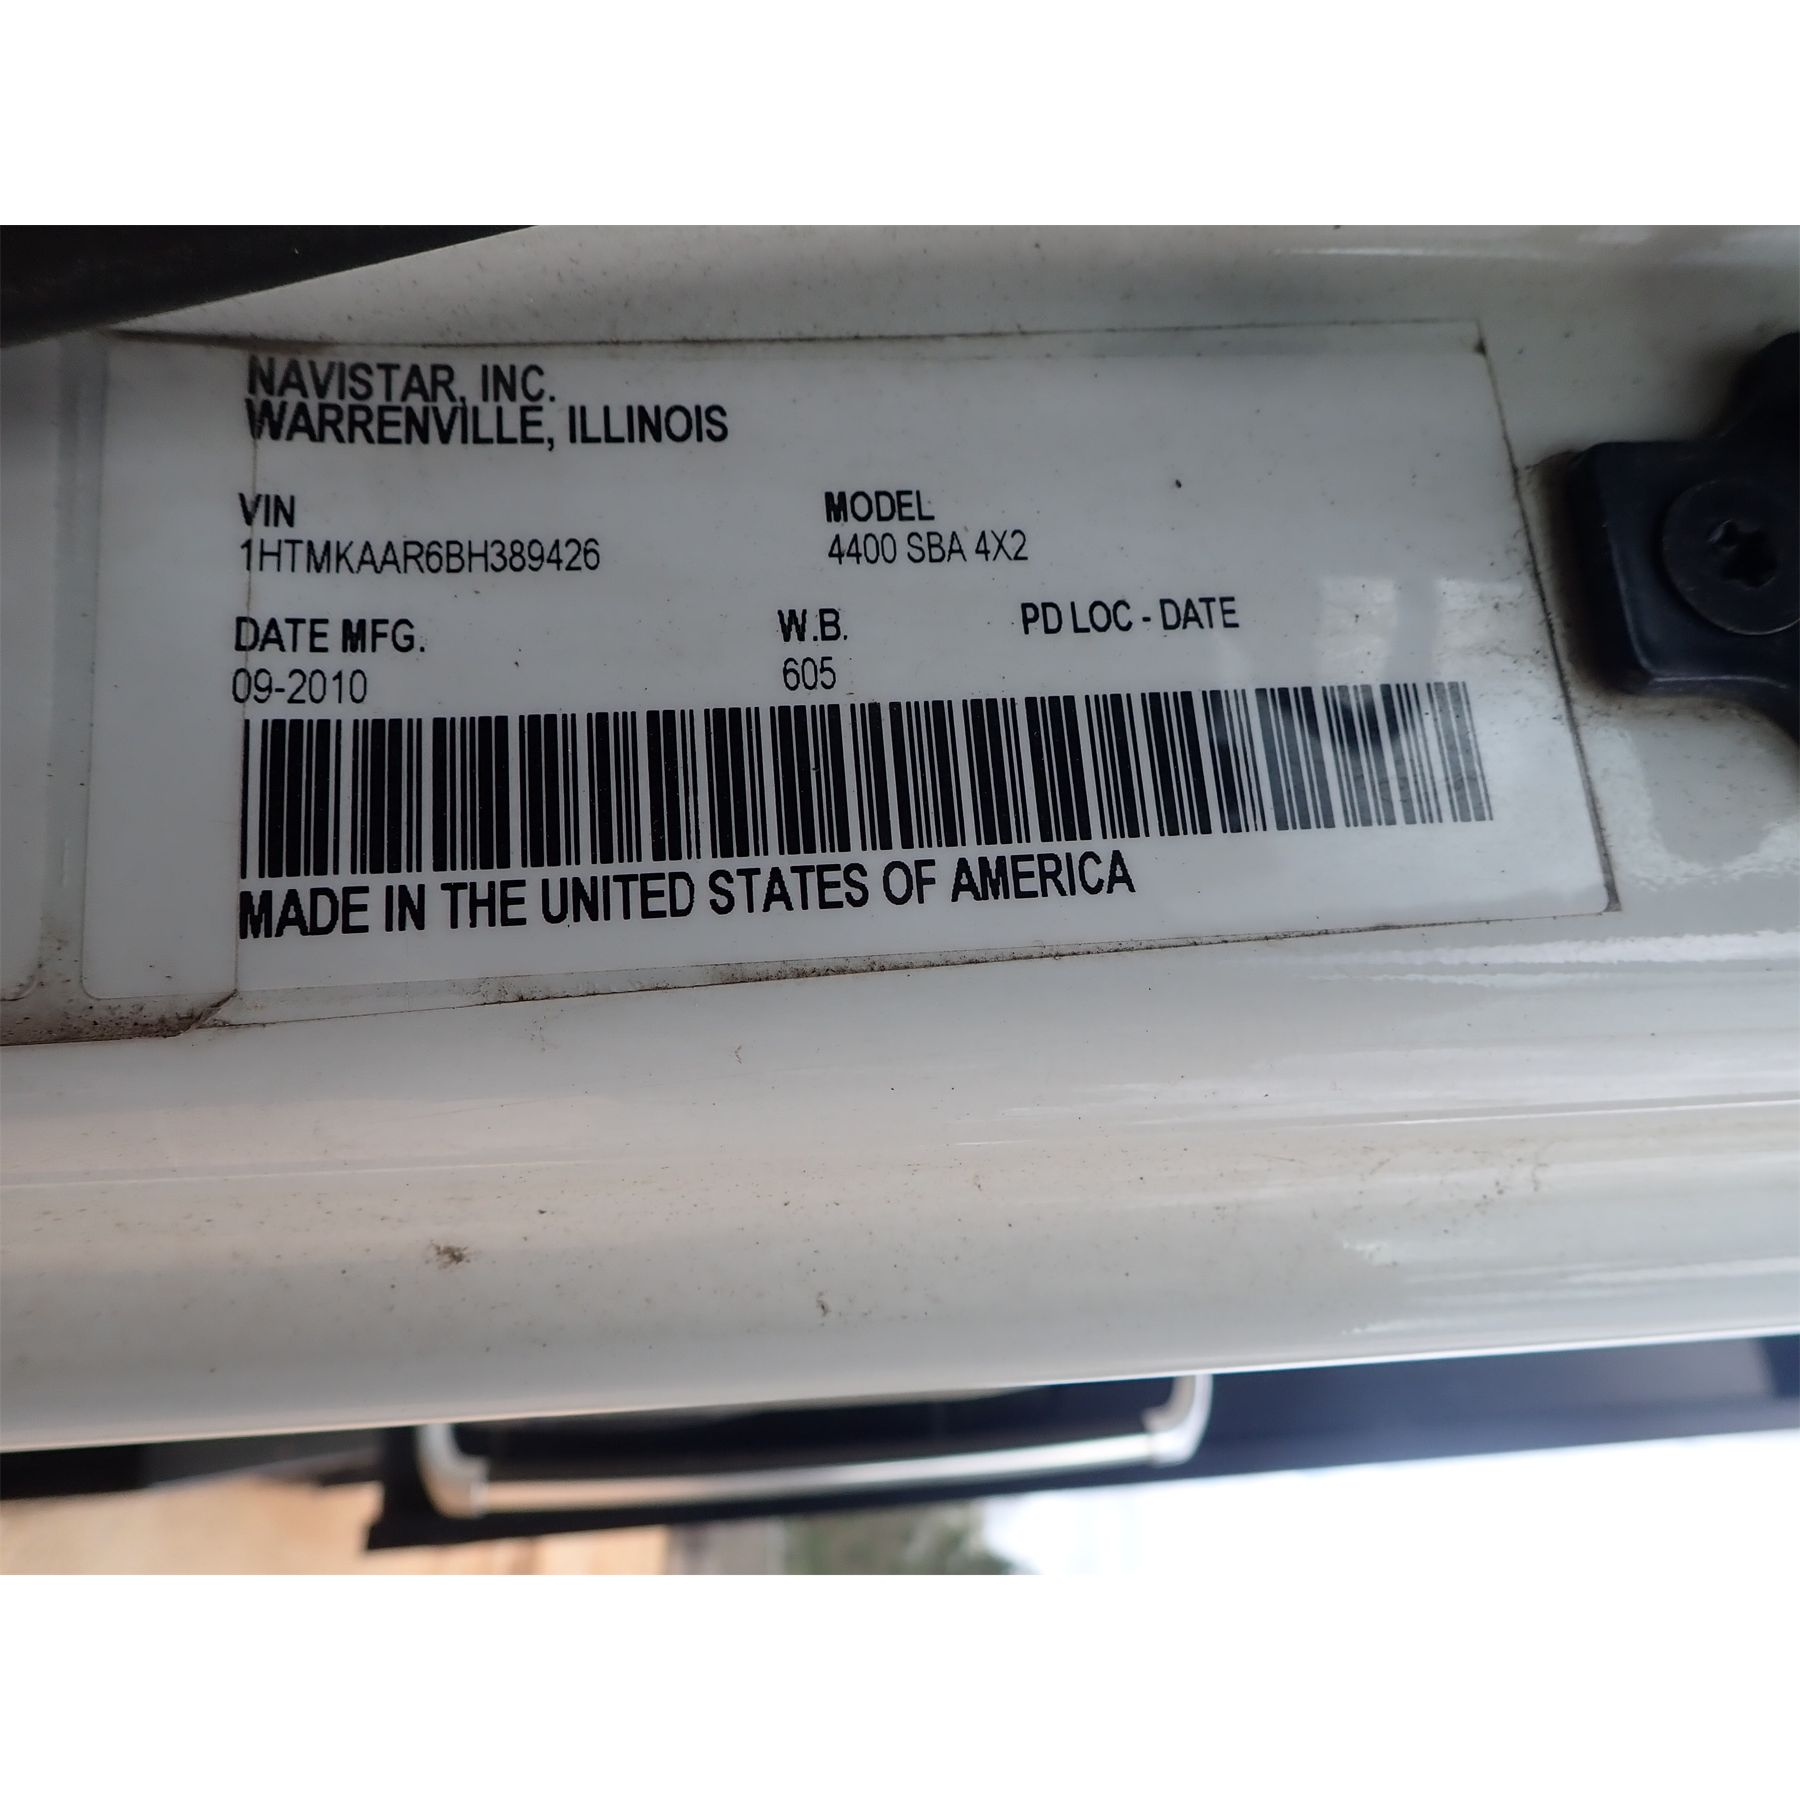 NAVISTAR, INC.
WARRENVILLE, ILLINOIS
VIN MODEL
1HTMKAAR6BH389426 4400 SBA 4X2
DATE MFG. W.B. PD LOC - DATE
09-2010 605
MADE IN THE UNITED STATES OF AMERICA